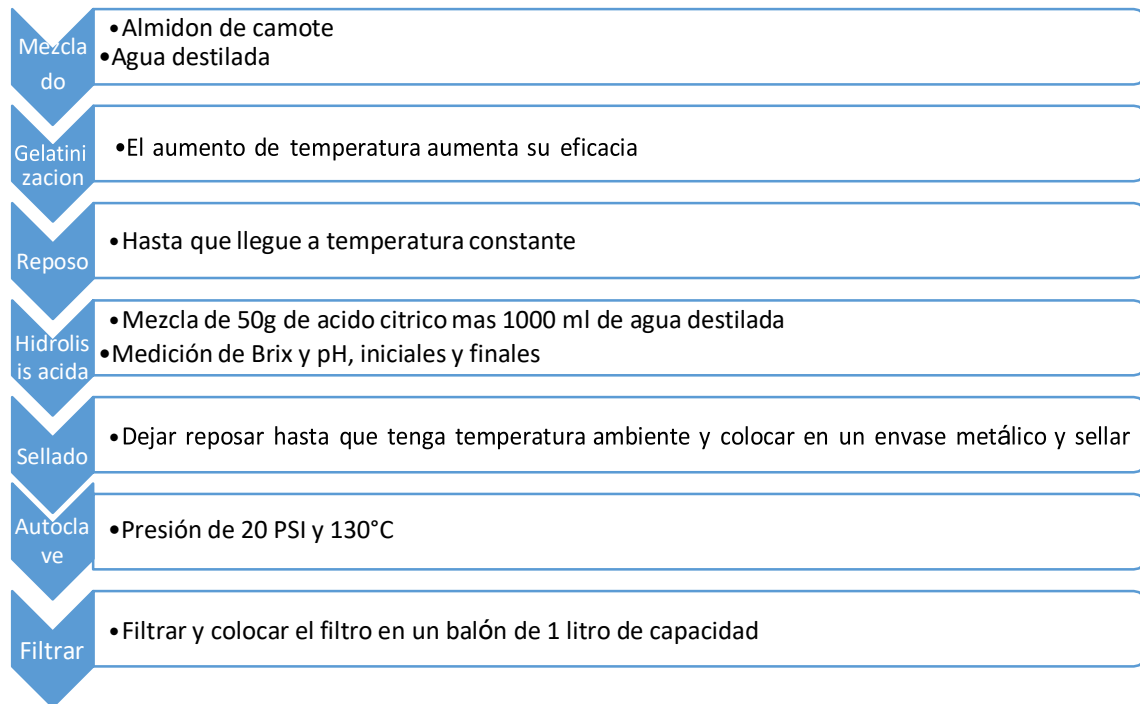 Mezcla
do
•Almidon de camote
•Agua destilada
Gelatini
zacion
•El aumento de temperatura aumenta su eficacia
Reposo
•Hasta que llegue a temperatura constante
Hidrolis
is acida
•Mezcla de 50g de acido citrico mas 1000 ml de agua destilada
•Medición de Brix y pH, iniciales y finales
Sellado
•Dejar reposar hasta que tenga temperatura ambiente y colocar en un envase metálico y sellar
Autocla
ve
•Presión de 20 PSI y 130°C
Filtrar
•Filtrar y colocar el filtro en un balón de 1 litro de capacidad